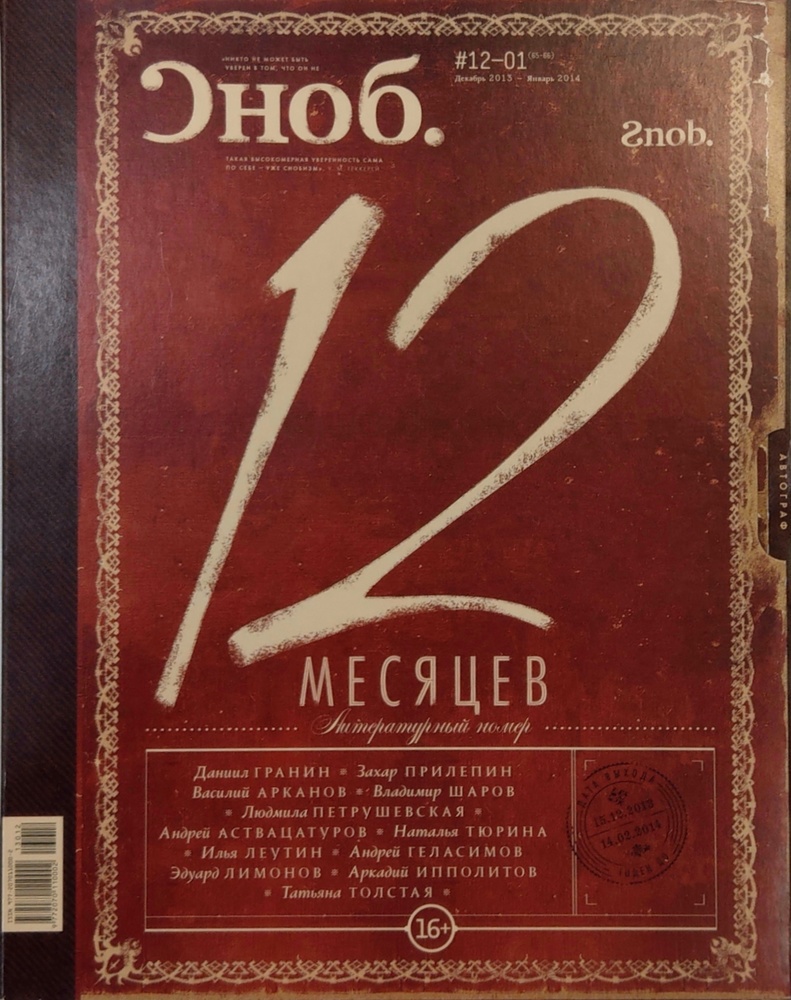 «НИКТО НЕ МОЖЕТ БЫТЬ
УВЕРЕН В ТОМ, ЧТО ОН НЕ
Сноб.
ТАКАЯ ВЫСОКОМЕРНАЯ УВЕРЕННОСТЬ САМА
ПО СЕБЕ – УЖЕ СНОБИЗМ». У. М. ТЕККЕРЕЙ
#12–01 (65-66)
Декабрь 2013 – Январь 2014
Snob.
12
МЕСЯЦЕВ
Литературный номер
Даниил ГРАНИН * Захар ПРИЛЕПИН
Василий АРКАНОВ * Владимир ШАРОВ
* Людмила ПЕТРУШЕВСКАЯ *
Андрей АСТВАЦАТУРОВ * Наталья ТЮРИНА
* Илья ЛЕУТИН * Андрей ГЕЛАСИМОВ
Эдуард ЛИМОНОВ * Аркадий ИППОЛИТОВ
* Татьяна ТОЛСТАЯ *
ДАТА ВЫХОДА
15.12.2013
14.02.2014
16+
АВТОГРАФ